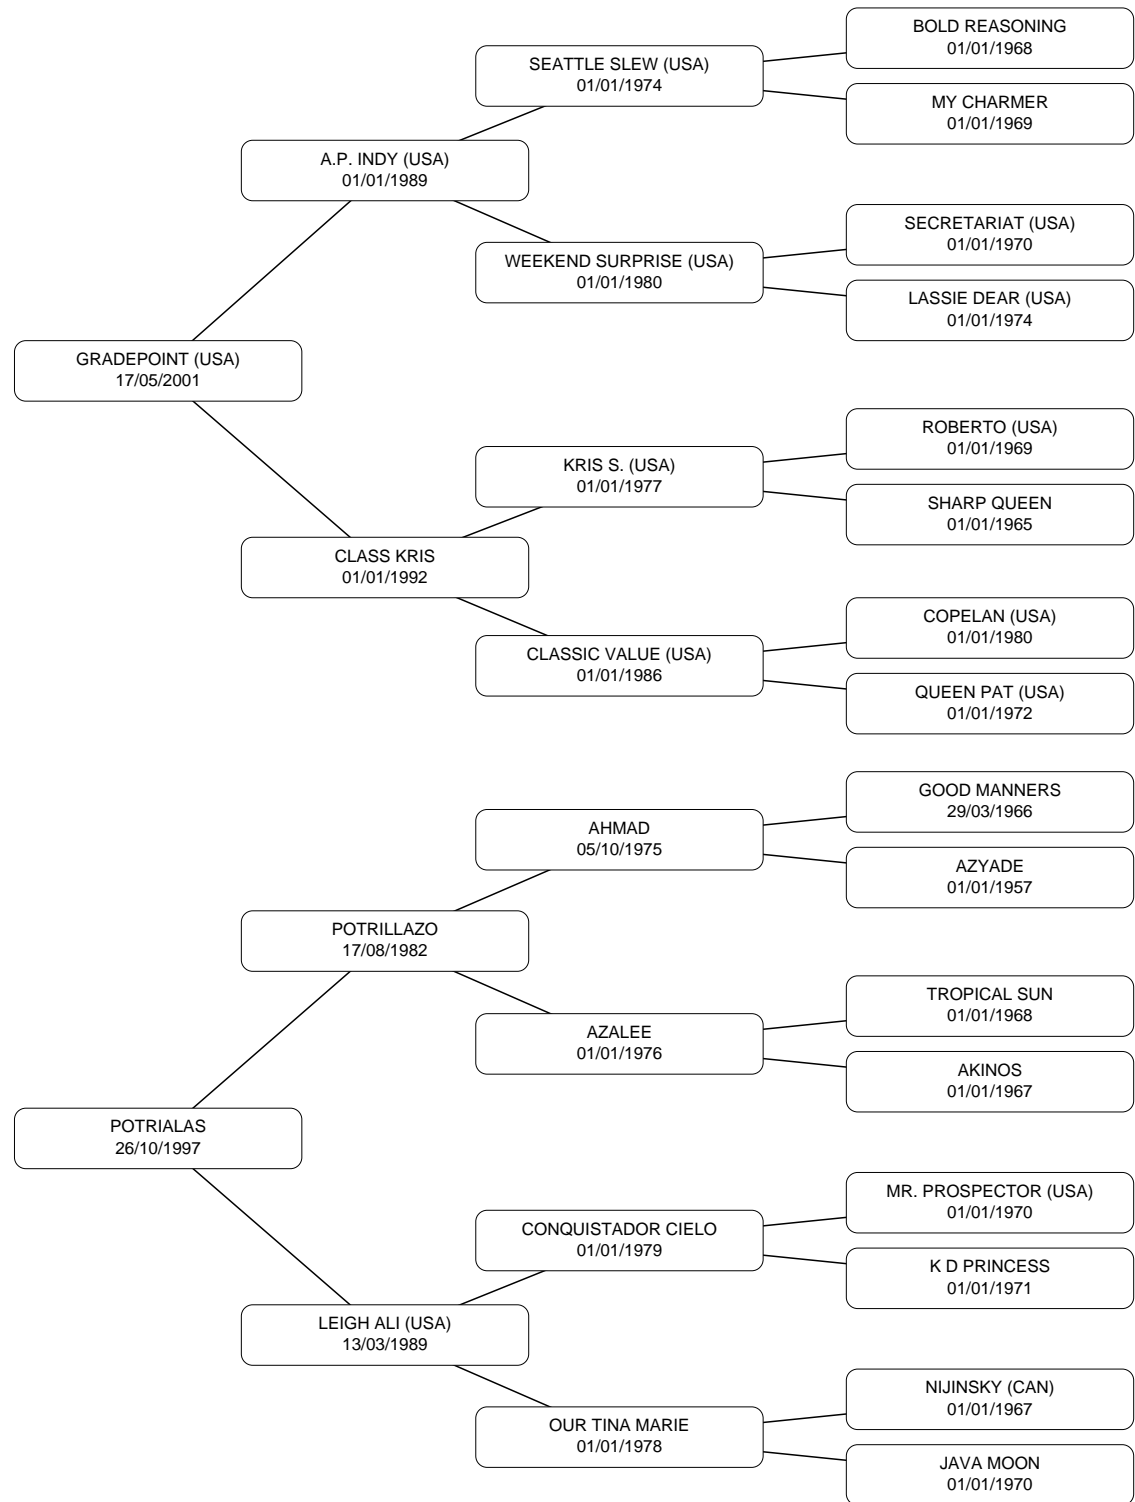 BOLD REASONING
01/01/1968
SEATTLE SLEW (USA)
01/01/1974
MY CHARMER
01/01/1969
A.P. INDY (USA)
01/01/1989
SECRETARIAT (USA)
01/01/1970
WEEKEND SURPRISE (USA)
01/01/1980
LASSIE DEAR (USA)
01/01/1974
GRADEPOINT (USA)
17/05/2001
ROBERTO (USA)
01/01/1969
KRIS S. (USA)
01/01/1977
SHARP QUEEN
01/01/1965
CLASS KRIS
01/01/1992
COPELAN (USA)
01/01/1980
CLASSIC VALUE (USA)
01/01/1986
QUEEN PAT (USA)
01/01/1972
GOOD MANNERS
29/03/1966
AHMAD
05/10/1975
AZYADE
01/01/1957
POTRILLAZO
17/08/1982
TROPICAL SUN
01/01/1968
AZALEE
01/01/1976
AKINOS
01/01/1967
POTRIALAS
26/10/1997
MR. PROSPECTOR (USA)
01/01/1970
CONQUISTADOR CIELO
01/01/1979
K D PRINCESS
01/01/1971
LEIGH ALI (USA)
13/03/1989
NIJINSKY (CAN)
01/01/1967
OUR TINA MARIE
01/01/1978
JAVA MOON
01/01/1970